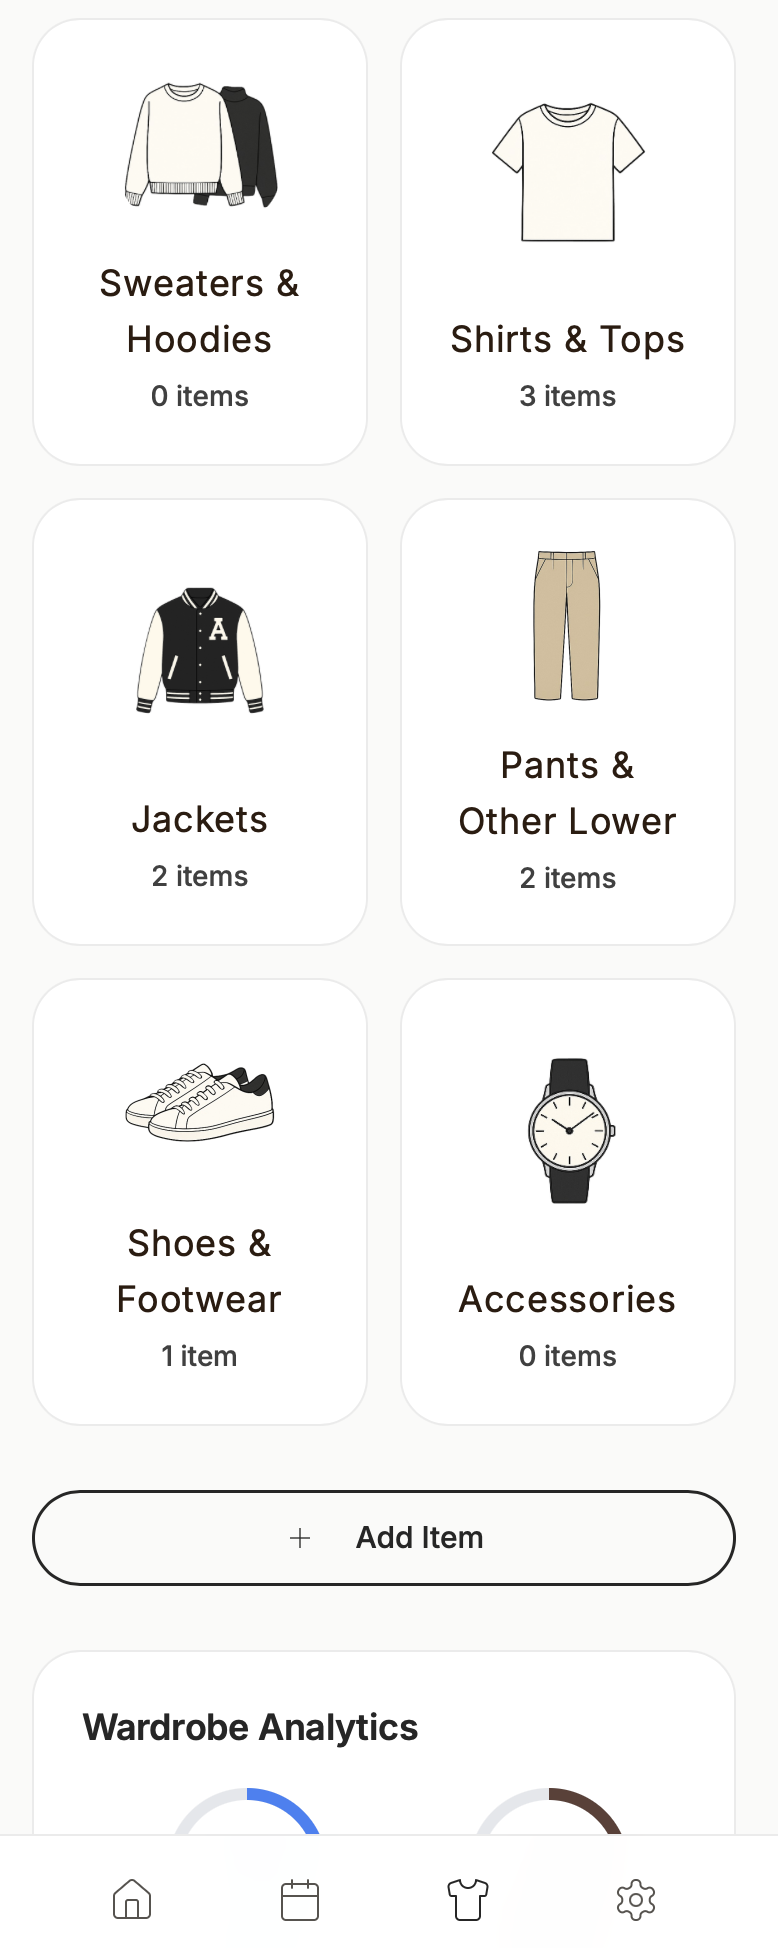 Sweaters &
Hoodies
0 items
Shirts & Tops
3 items
A
Jackets
2 items
Pants &
Other Lower
2 items
Shoes &
Footwear
1 item
Accessories
0 items
+ Add Item
Wardrobe Analytics